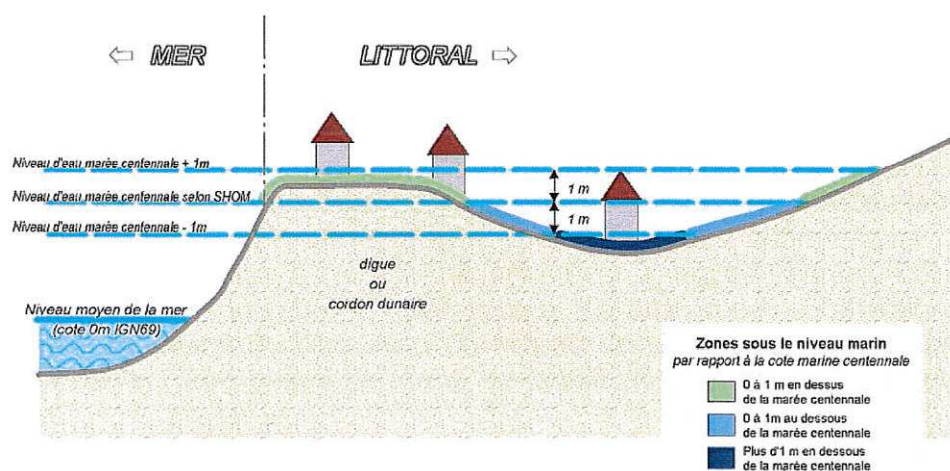 MER
LITTORAL
Niveau d'eau marée centennale + 1m
1 m
Niveau d'eau marée centennale selon SHOM
1 m
Niveau d'eau marée centennale - 1m
digue
ou
cordon dunaire
Niveau moyen de la mer
(cote 0m IGN69)
Zones sous le niveau marin
par rapport à la cote marine centennale
0 à 1 m en dessus
de la marée centennale
0 à 1m au dessous
de la marée centennale
Plus d'1 m en dessous
de la marée centennale